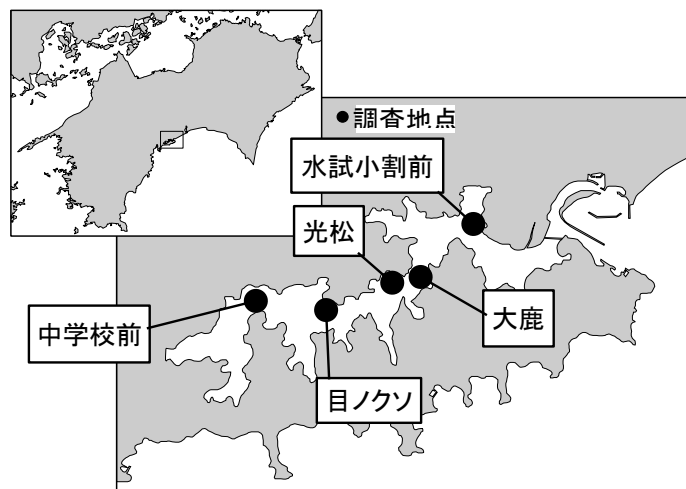 調査地点
水試小割前
光松
大鹿
中学校前
目ノクソ